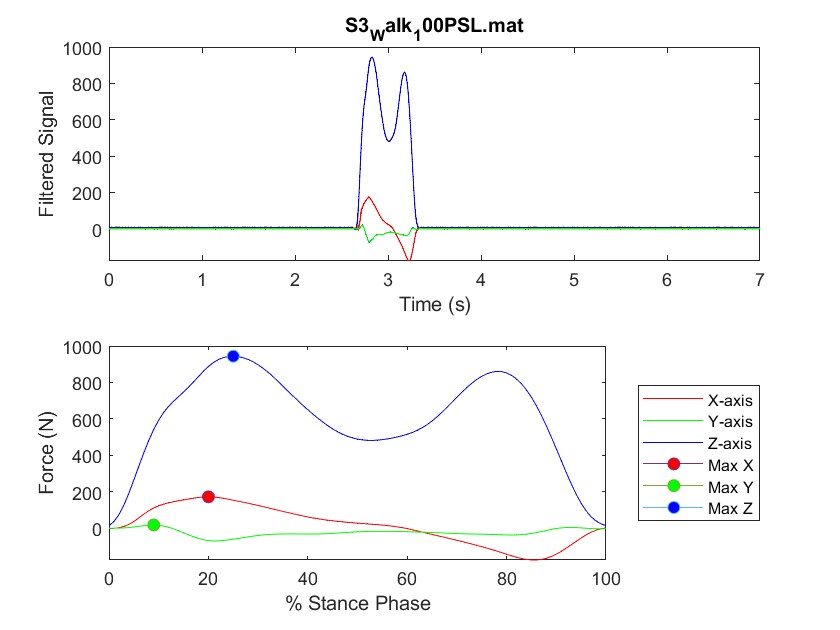 S3Walk100PSL.mat
Filtered Signal
1000
800
600
400
200
0
0 1 2 3 4 5 6 7
Time (s)
Force (N)
1000
800
600
400
200
0
0 20 40 60 80 100
% Stance Phase
X-axis
Y-axis
Z-axis
Max X
Max Y
Max Z